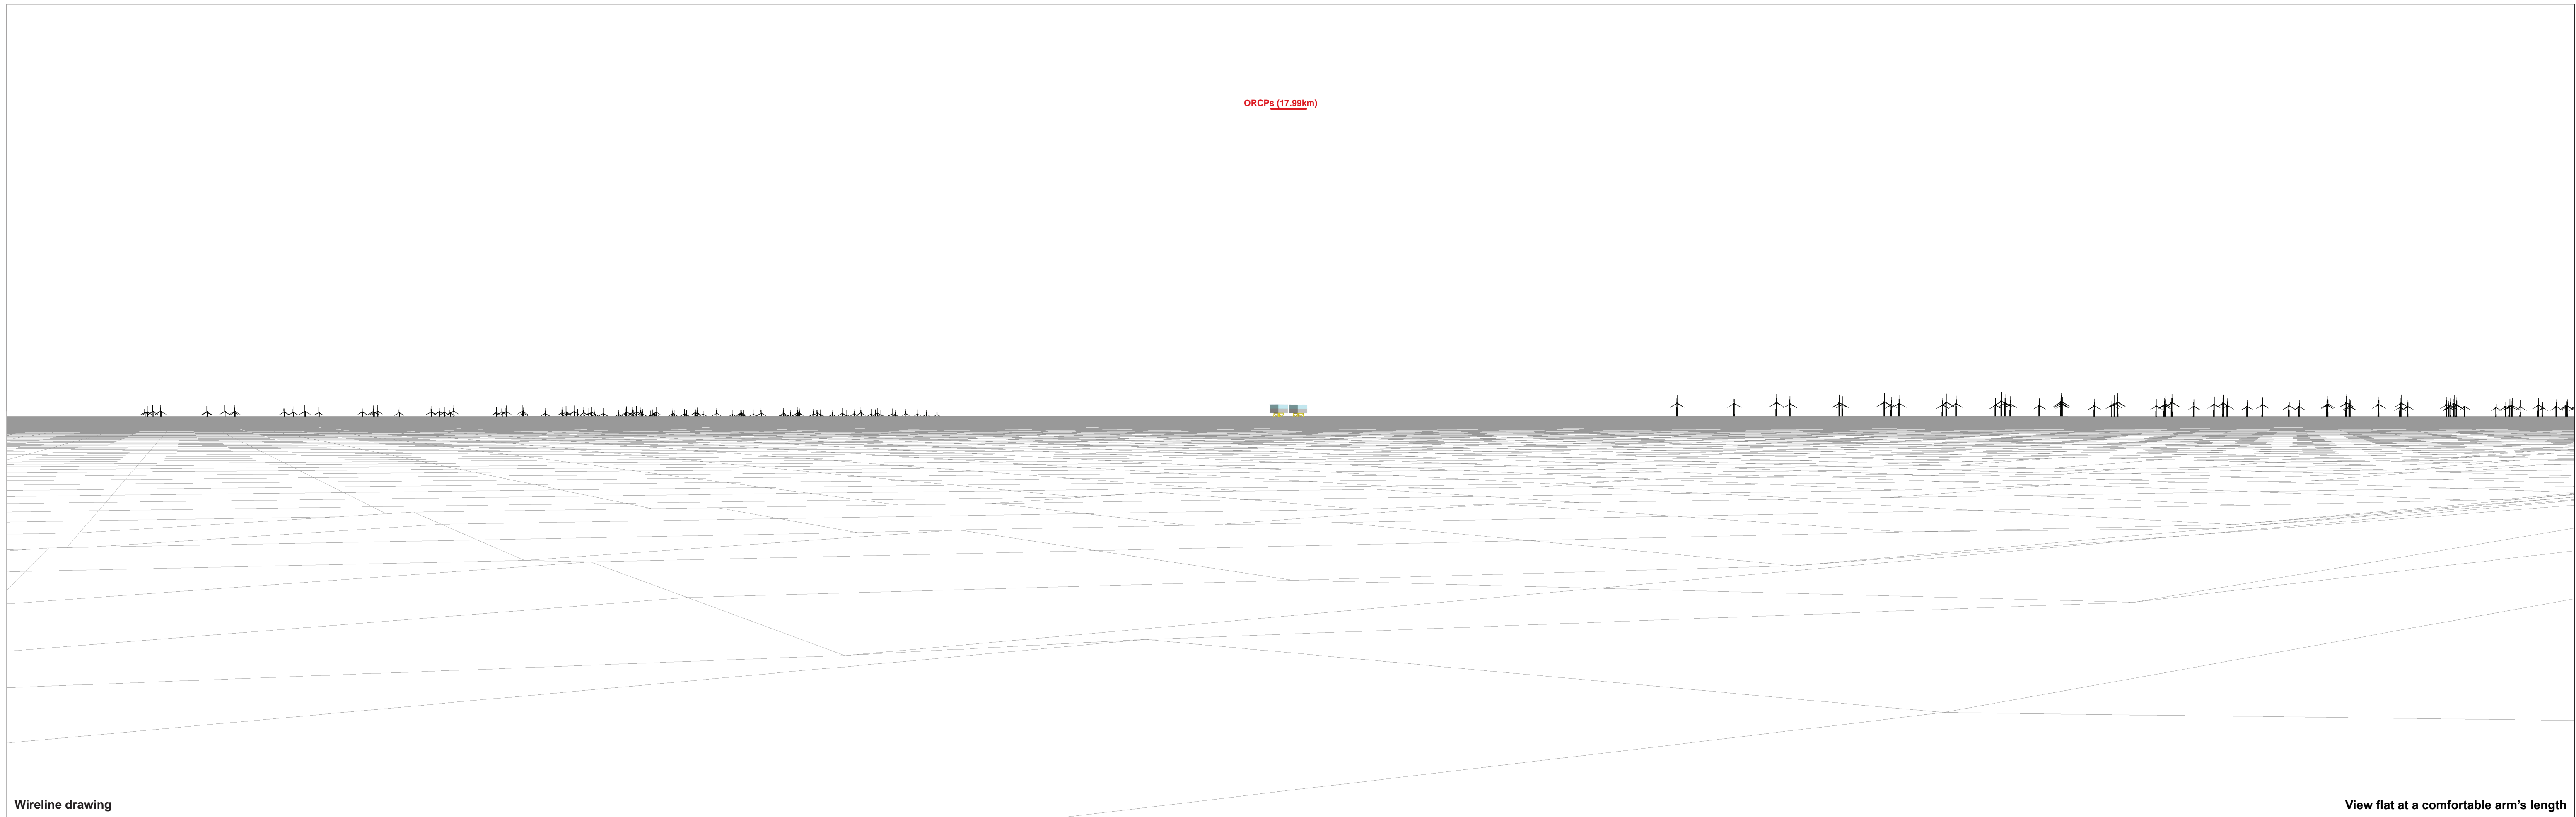 ORCPs (17.99km)
Wireline drawing
View flat at a comfortable arm's length